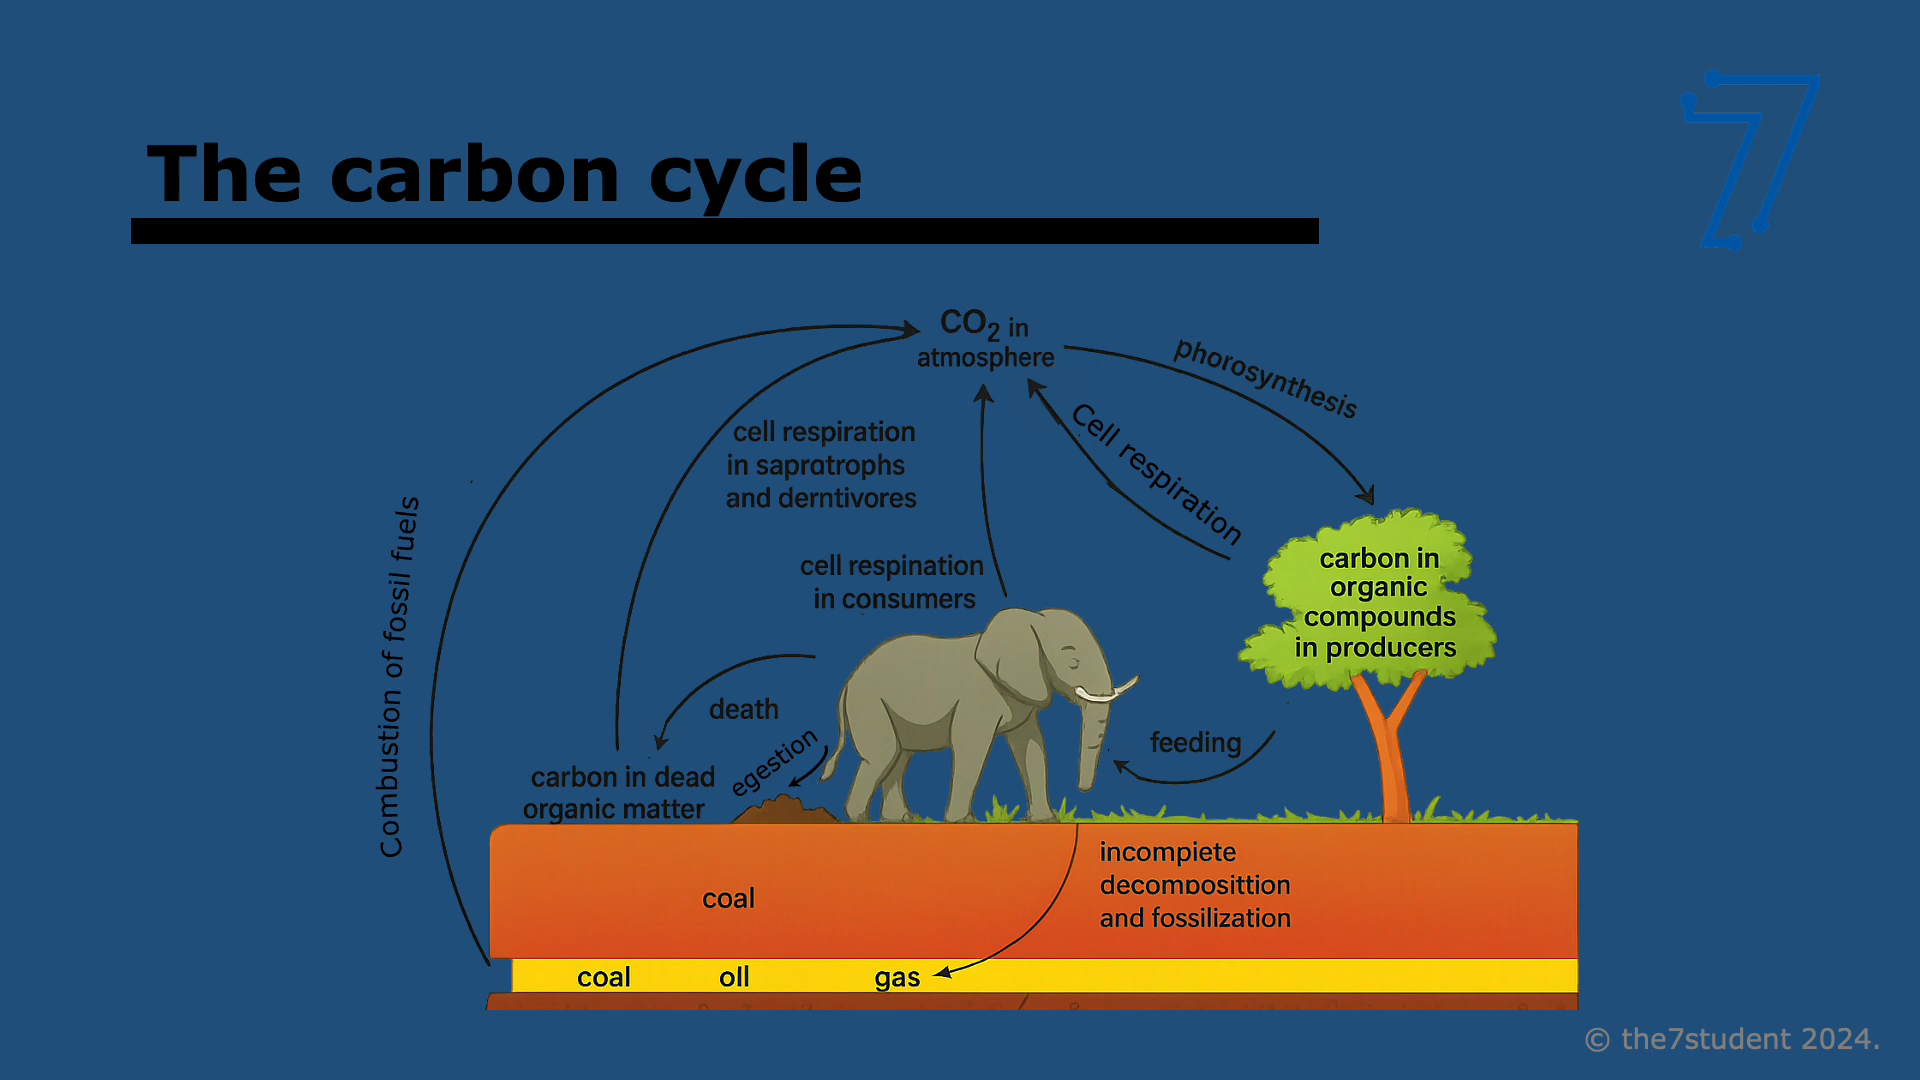 The carbon cycle
CO₂ in
atmosphere
phorosynthesis
Cell respiration
cell respiration
in sapratrophs
and derntivores
cell respination
in consumers
Combustion of fossil fuels
carbon in
organic
compounds
in producers
death
egestion
feeding
carbon in dead
organic matter
incompiete
decomposittion
and fossilization
coal
coal oll gas
© the7student 2024.